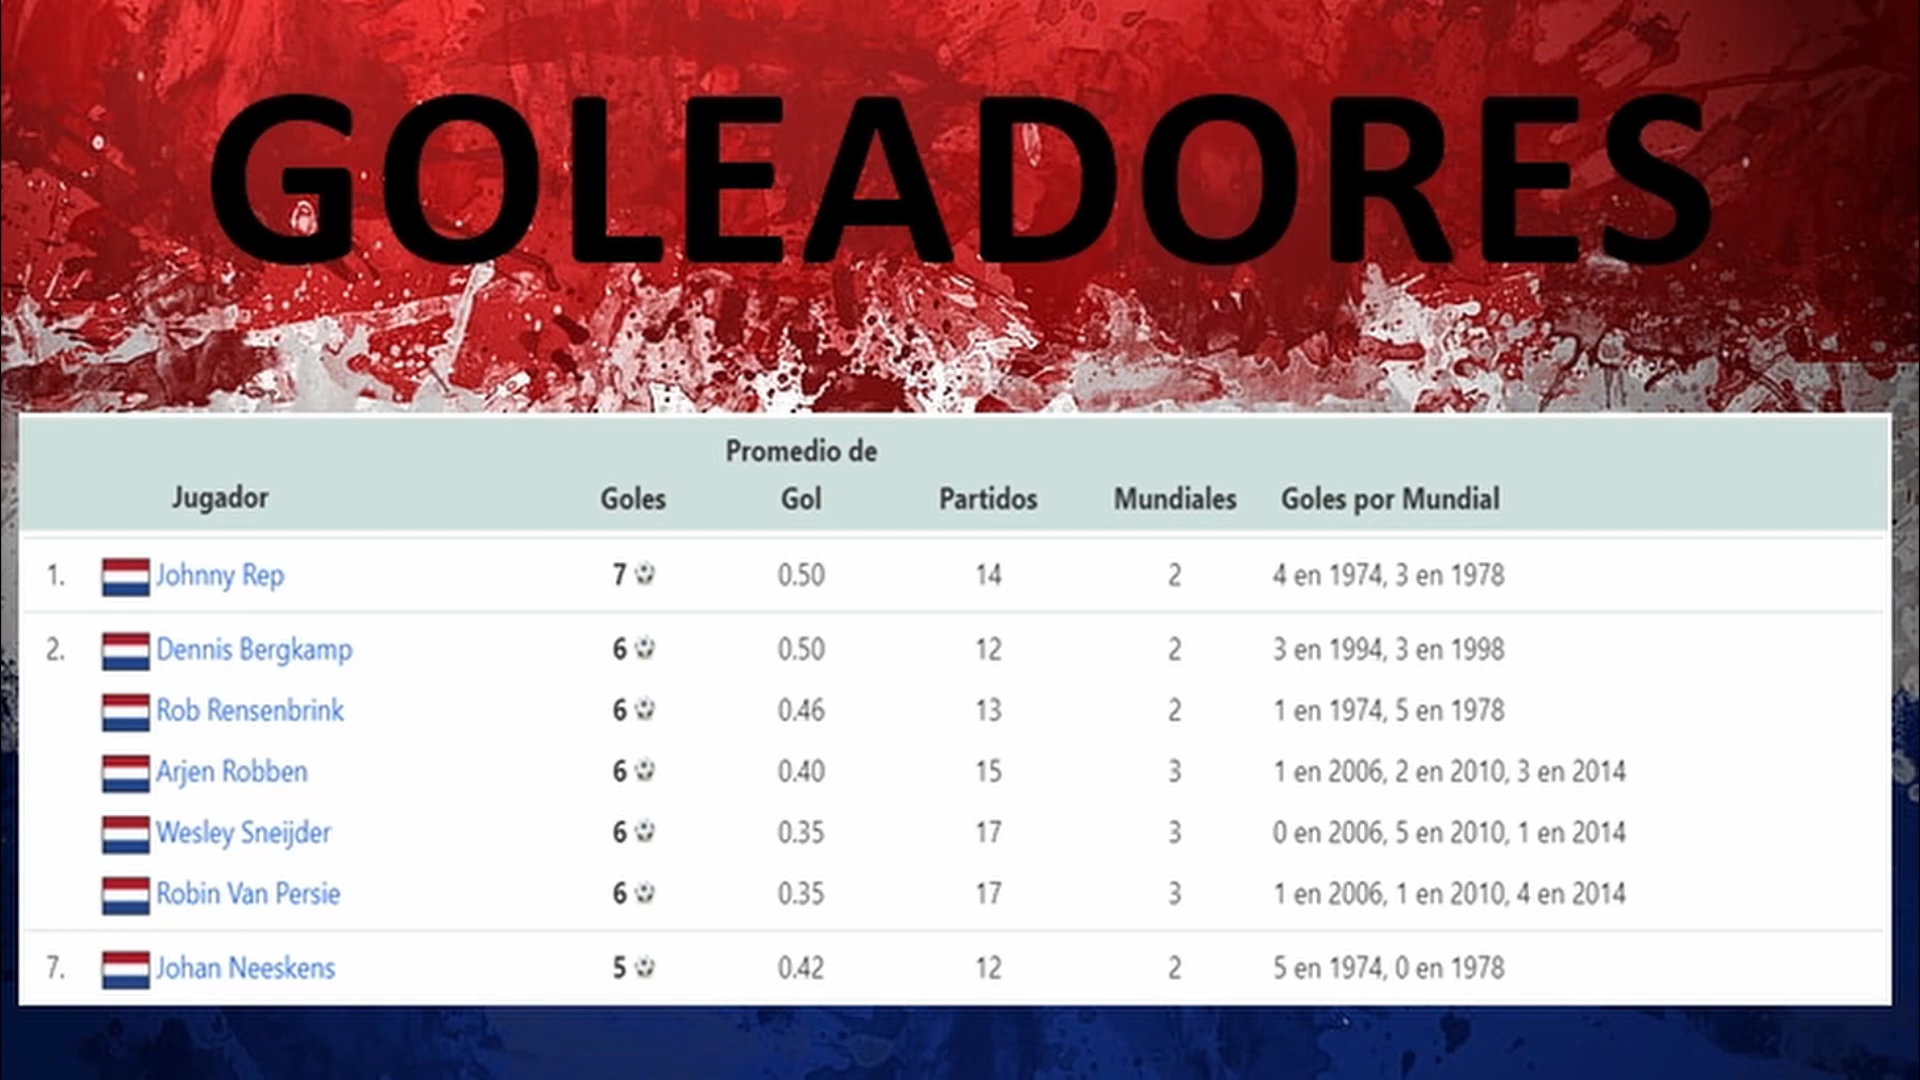 GOLEADORES
Promedio de
Jugador Goles Gol Partidos Mundiales Goles por Mundial
1. Johnny Rep 7 0.50 14 2 4 en 1974, 3 en 1978
2. Dennis Bergkamp 6 0.50 12 2 3 en 1994, 3 en 1998
Rob Rensenbrink 6 0.46 13 2 1 en 1974, 5 en 1978
Arjen Robben 6 0.40 15 3 1 en 2006, 2 en 2010, 3 en 2014
Wesley Sneijder 6 0.35 17 3 0 en 2006, 5 en 2010, 1 en 2014
Robin Van Persie 6 0.35 17 3 1 en 2006, 1 en 2010, 4 en 2014
7. Johan Neeskens 5 0.42 12 2 5 en 1974, 0 en 1978